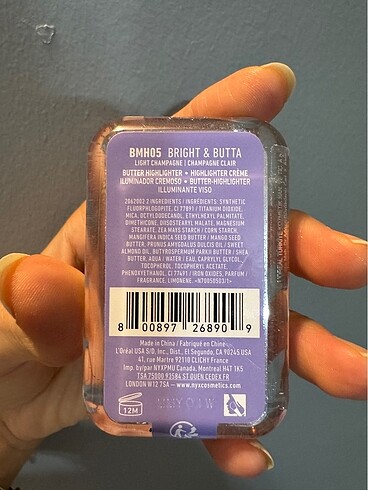 BMH05 BRIGHT & BUTTA
LIGHT CHAMPAGNE | CHAMPAGNE CLAIR
BUTTER HIGHLIGHTER • HIGHLIGHTER CRÈME
ILUMINADOR CREMOSO • BUTTER-HIGHLIGHTER
ILLUMINANTE VISO
2062022 2 INGREDIENTS / INGREDIENTS: SYNTHETIC
FLUORPHLOGOPITE, CI 77891 / TITANIUM DIOXIDE,
MICA, OCTYLDODECANOL, ETHYLHEXYL PALMITATE,
DIMETHICONE, DIISOSTEARYL MALATE, MAGNESIUM
STEARATE, ZEA MAYS STARCH / CORN STARCH,
MANGIFERA INDICA SEED BUTTER / MANGO SEED
BUTTER, PRUNUS AMYGDALUS DULCIS OIL / SWEET
ALMOND OIL, BUTYROSPERMUM PARKII BUTTER / SHEA
BUTTER, AQUA / WATER / EAU, CAPRYLYL GLYCOL,
TOCOPHEROL, TOCOPHERYL ACETATE,
PHENOXYETHANOL, CI 77491 / IRON OXIDES, PARFUM /
FRAGRANCE, LIMONENE.
8 00897 26890 9
Made in China / Fabriqué en Chine
L'Oréal USA S/D, Inc., Dist., El Segundo, CA 90245 USA
41, rue Martre 92110 CLICHY France
Imp. by/par NYXPMU Canada, Montreal H4T 1K5
TSA 75000 93584 ST OUEN CEDEX FR
LONDON W12 7SA — www.nyxcosmetics.com
12M